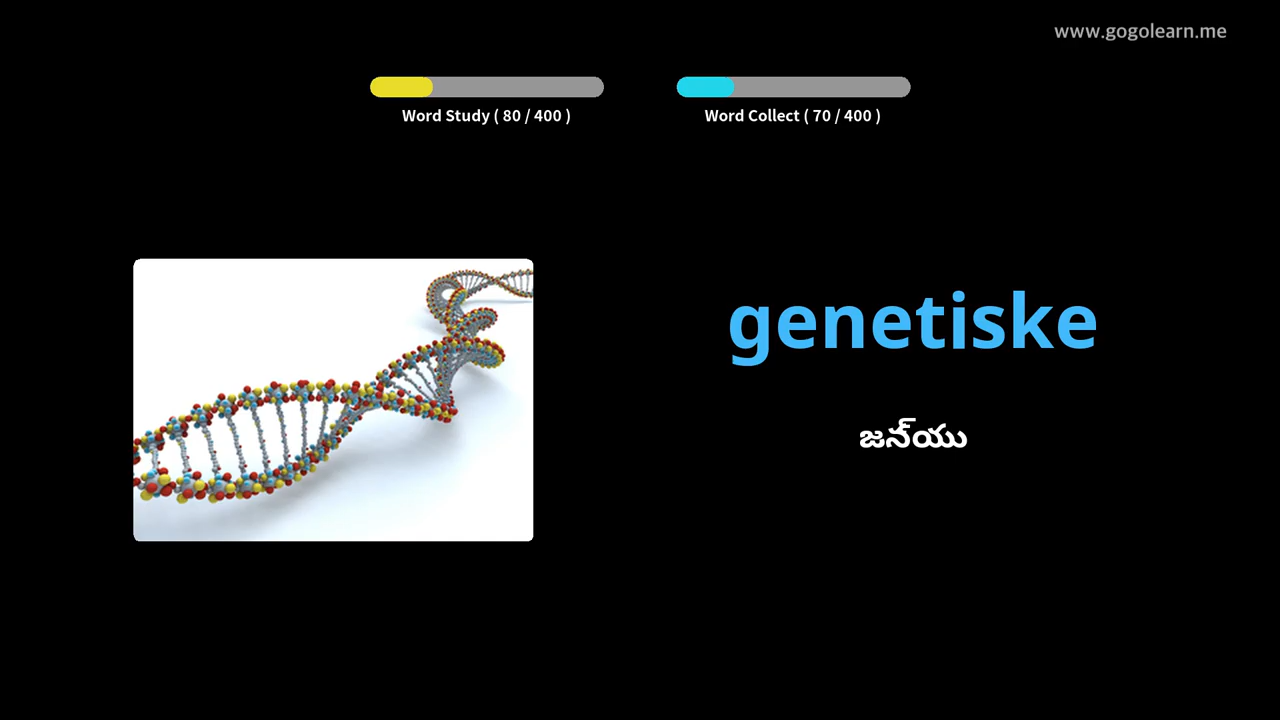 www.gogolearn.me
Word Study ( 80 / 400 )
Word Collect ( 70 / 400 )
genetiske
జన్‌యు